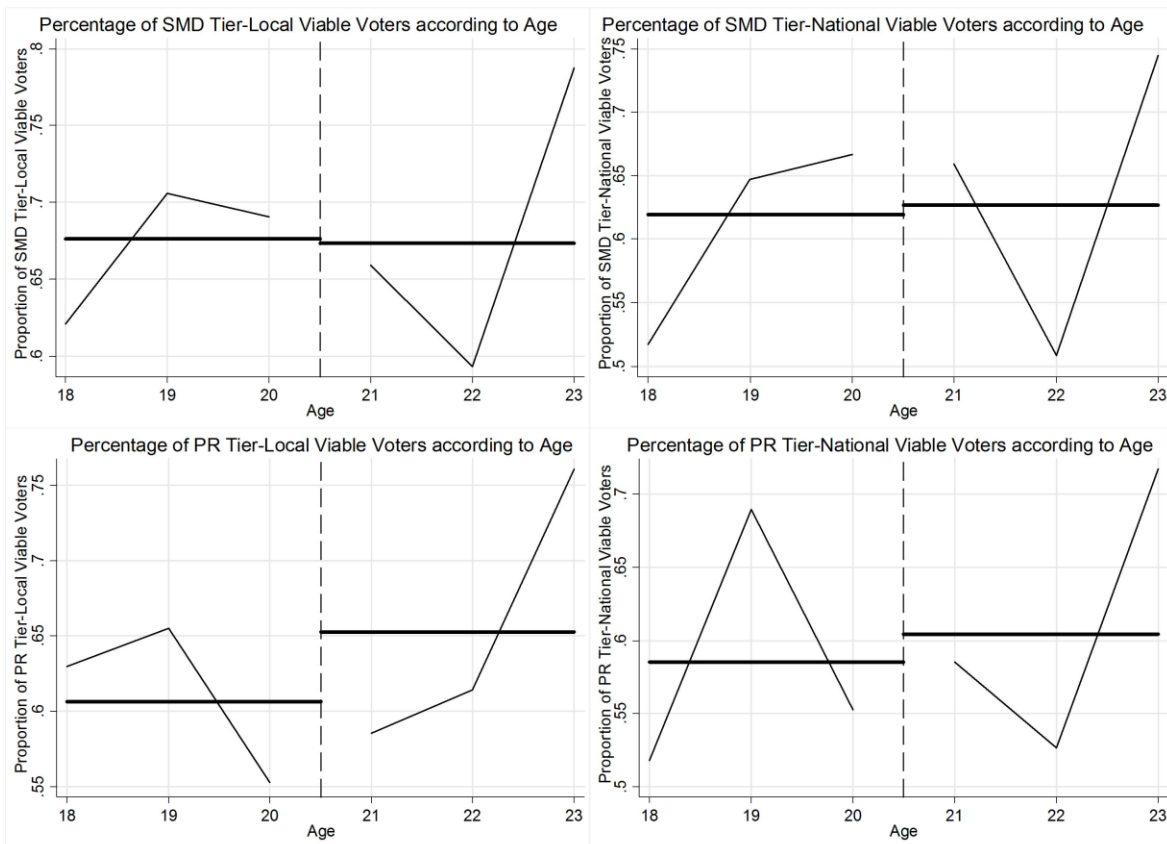 Percentage of SMD Tier-Local Viable Voters according to Age
Proportion of SMD Tier-Local Viable Voters
.8
.75
.7
.65
.6
18 19 20 21 22 23
Age
Percentage of SMD Tier-National Viable Voters according to Age
Proportion of SMD Tier-National Viable Voters
.75
.7
.65
.6
.55
.5
18 19 20 21 22 23
Age
Percentage of PR Tier-Local Viable Voters according to Age
Proportion of PR Tier-Local Viable Voters
.75
.7
.65
.6
.55
18 19 20 21 22 23
Age
Percentage of PR Tier-National Viable Voters according to Age
Proportion of PR Tier-National Viable Voters
.7
.65
.6
.55
.5
18 19 20 21 22 23
Age